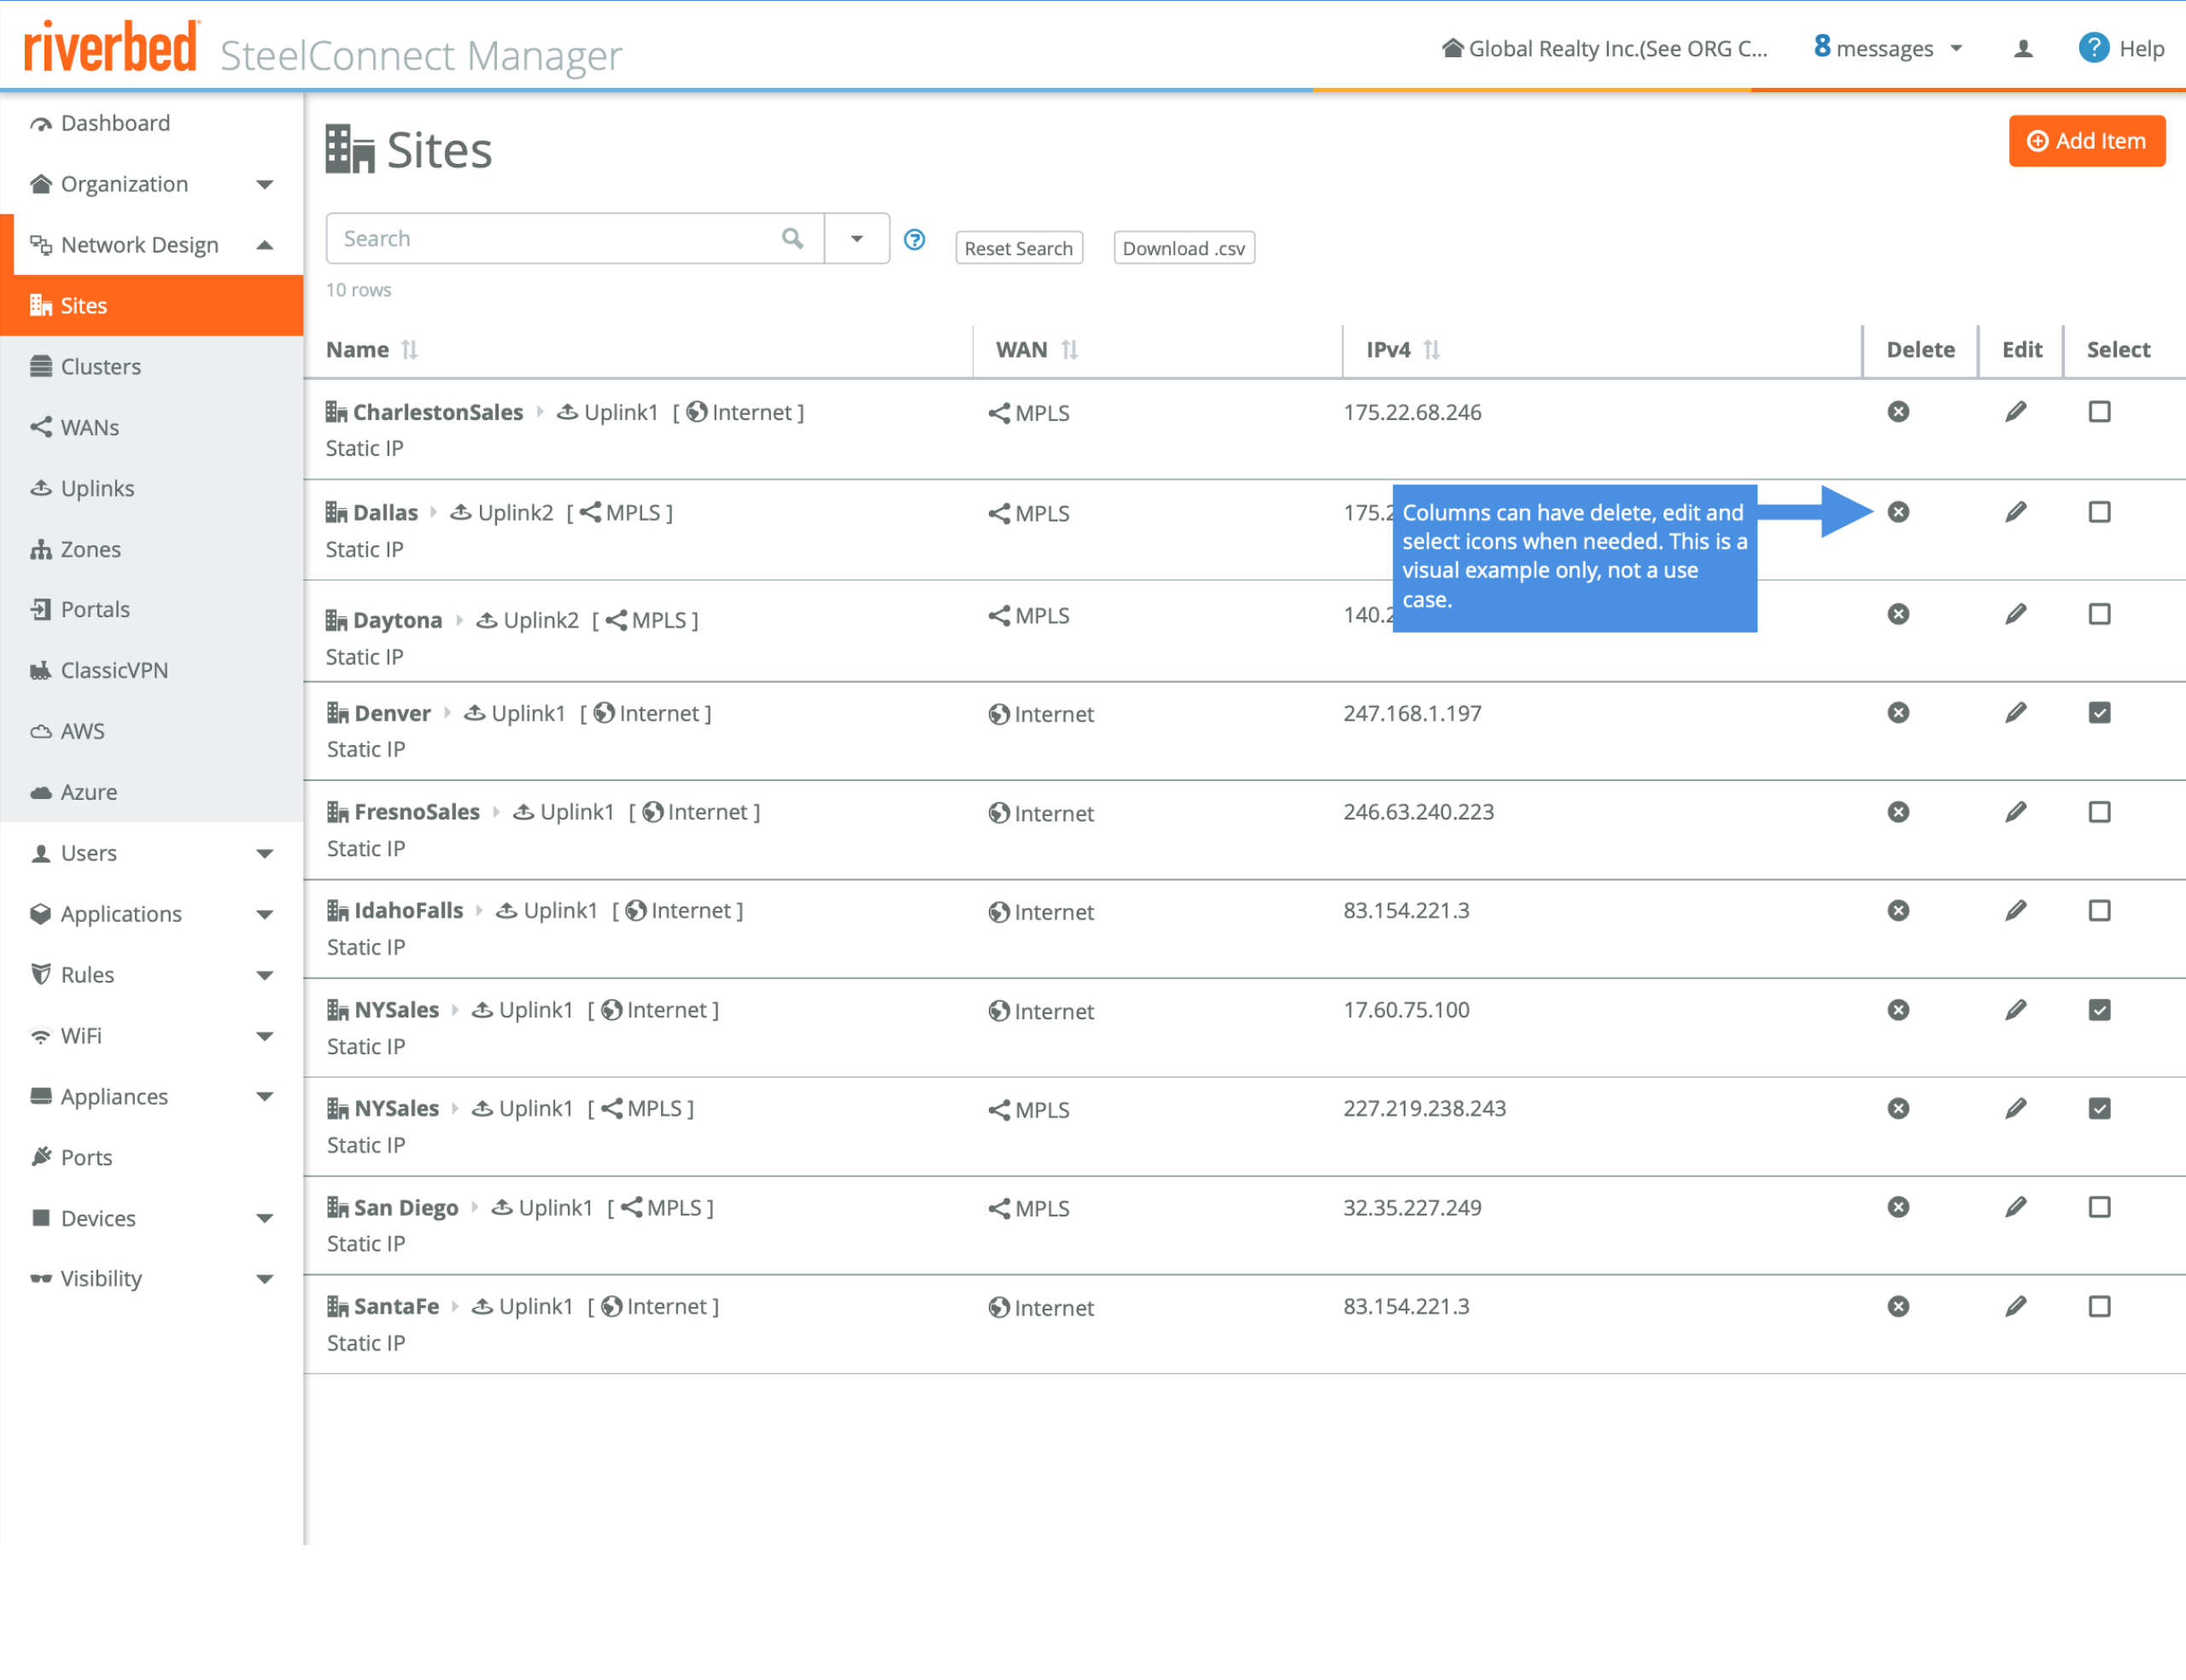 riverbed SteelConnect Manager
Global Realty Inc.(See ORG C...
8 messages
Help
Dashboard
Organization
Network Design
Sites
Clusters
WANs
Uplinks
Zones
Portals
ClassicVPN
AWS
Azure
Users
Applications
Rules
WiFi
Appliances
Ports
Devices
Visibility
Sites
Add Item
Search
Reset Search
Download .csv
10 rows
Name WAN IPv4 Delete Edit Select
CharlestonSales Uplink1 [ Internet ] MPLS 175.22.68.246
Static IP
Dallas Uplink2 [ MPLS ] MPLS 175.2
Static IP
Columns can have delete, edit and
select icons when needed. This is a
visual example only, not a use
case.
Daytona Uplink2 [ MPLS ] MPLS 140.2
Static IP
Denver Uplink1 [ Internet ] Internet 247.168.1.197
Static IP
FresnoSales Uplink1 [ Internet ] Internet 246.63.240.223
Static IP
IdahoFalls Uplink1 [ Internet ] Internet 83.154.221.3
Static IP
NYSales Uplink1 [ Internet ] Internet 17.60.75.100
Static IP
NYSales Uplink1 [ MPLS ] MPLS 227.219.238.243
Static IP
San Diego Uplink1 [ MPLS ] MPLS 32.35.227.249
Static IP
SantaFe Uplink1 [ Internet ] Internet 83.154.221.3
Static IP